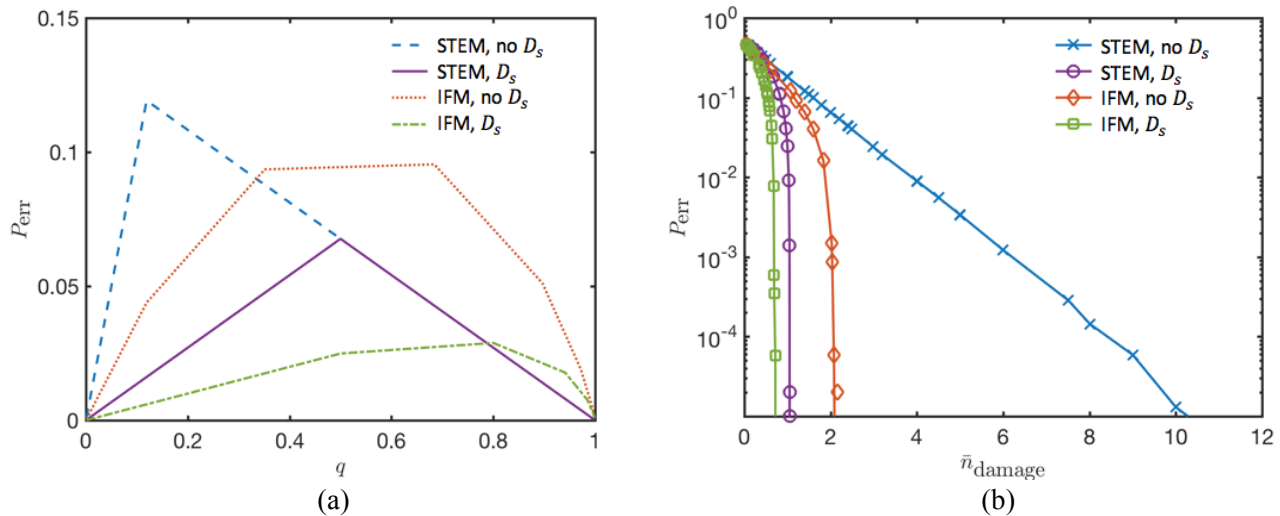 0.15
0.1
0.05
0
P_err
0 0.2 0.4 0.6 0.8 1
q
STEM, no D_s
STEM, D_s
IFM, no D_s
IFM, D_s
(a)
10^0
10^-1
10^-2
10^-3
10^-4
P_err
0 2 4 6 8 10 12
n̄_damage
STEM, no D_s
STEM, D_s
IFM, no D_s
IFM, D_s
(b)